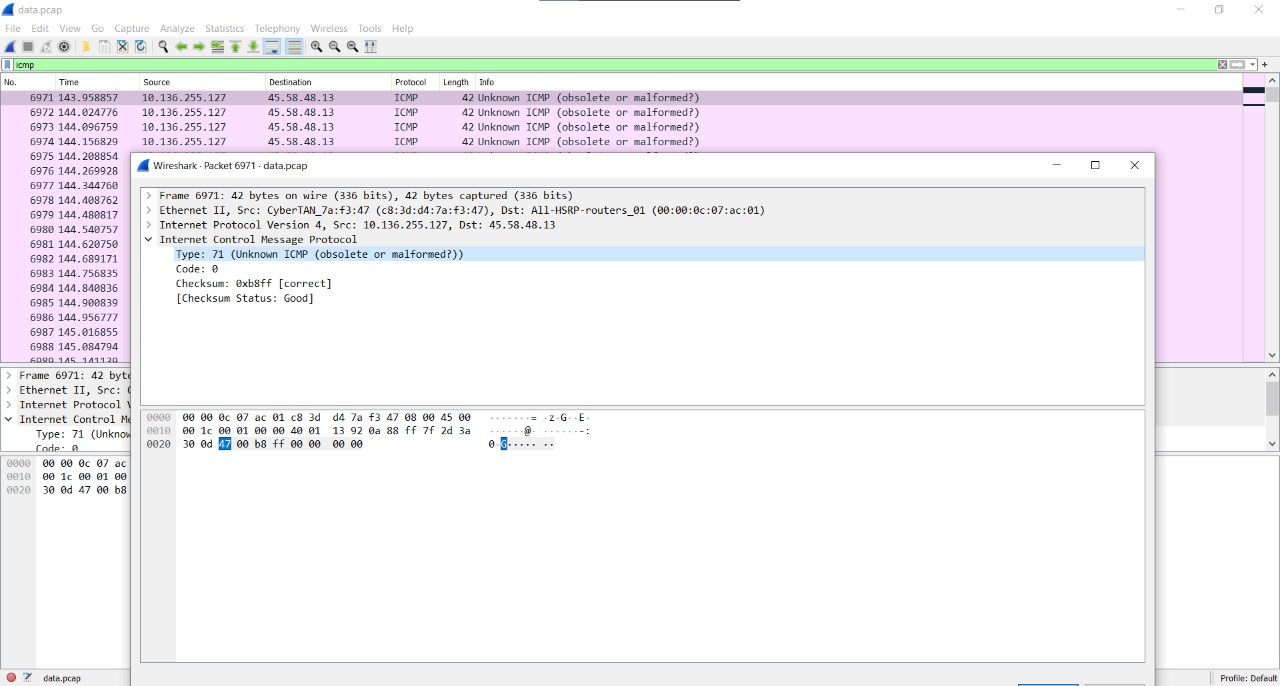 data.pcap
File Edit View Go Capture Analyze Statistics Telephony Wireless Tools Help
icmp
No. Time Source Destination Protocol Length Info
6971 143.958857 10.136.255.127 45.58.48.13 ICMP 42 Unknown ICMP (obsolete or malformed?)
6972 144.024776 10.136.255.127 45.58.48.13 ICMP 42 Unknown ICMP (obsolete or malformed?)
6973 144.096759 10.136.255.127 45.58.48.13 ICMP 42 Unknown ICMP (obsolete or malformed?)
6974 144.156829 10.136.255.127 45.58.48.13 ICMP 42 Unknown ICMP (obsolete or malformed?)
6975 144.208854
6976 144.269928
6977 144.344760
6978 144.408762
6979 144.480817
6980 144.540757
6981 144.620750
6982 144.689171
6983 144.756835
6984 144.840836
6985 144.900839
6986 144.956777
6987 145.016855
6988 145.084794
6989 145.141139
Wireshark · Packet 6971 · data.pcap
Frame 6971: 42 bytes on wire (336 bits), 42 bytes captured (336 bits)
Ethernet II, Src: CyberTAN_7a:f3:47 (c8:3d:d4:7a:f3:47), Dst: All-HSRP-routers_01 (00:00:0c:07:ac:01)
Internet Protocol Version 4, Src: 10.136.255.127, Dst: 45.58.48.13
Internet Control Message Protocol
Type: 71 (Unknown ICMP (obsolete or malformed?))
Code: 0
Checksum: 0xb8ff [correct]
[Checksum Status: Good]
0000 00 00 0c 07 ac 01 c8 3d d4 7a f3 47 08 00 45 00 ·······= ·z·G··E·
0010 00 1c 00 01 00 00 40 01 13 92 0a 88 ff 7f 2d 3a ······@· ······-:
0020 30 0d 47 00 b8 ff 00 00 00 00 0·G····· ··
Frame 6971: 42 byte
Ethernet II, Src: (
Internet Protocol V
Internet Control Me
Type: 71 (Unknow
Code: 0
0000 00 00 0c 07 ac
0010 00 1c 00 01 00
0020 30 0d 47 00 b8
data.pcap
Profile: Default